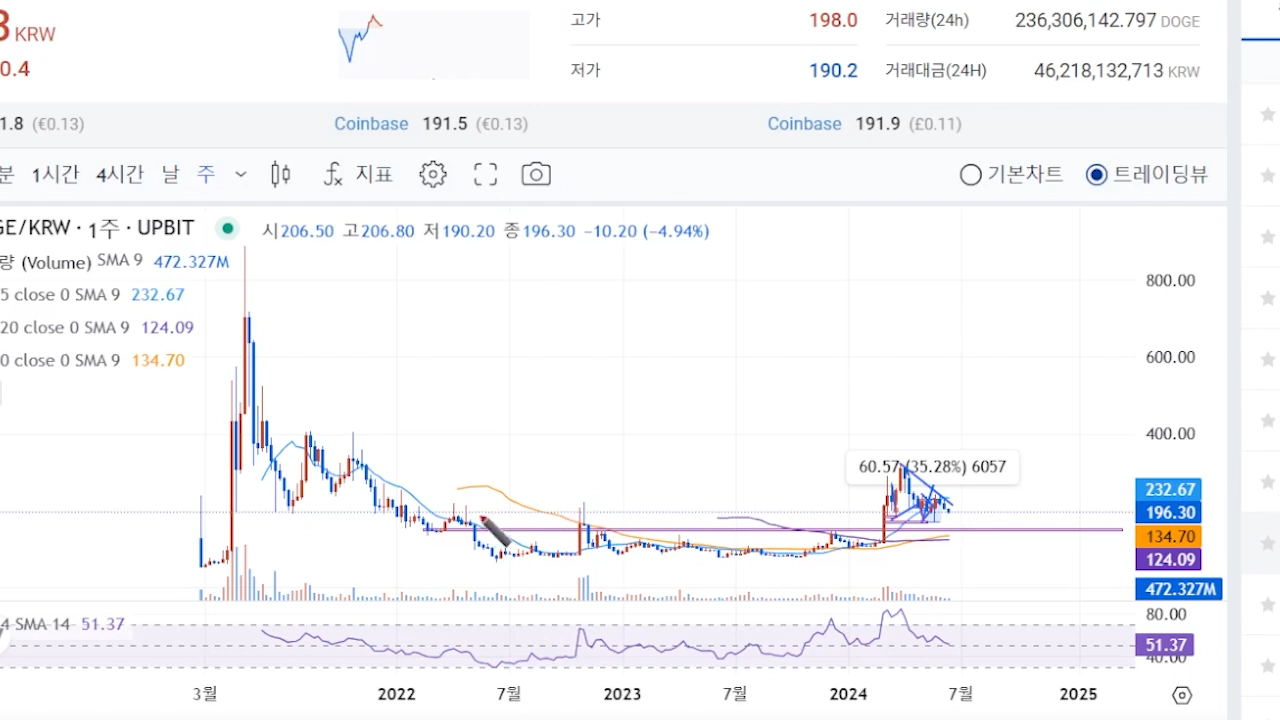 3 KRW
고가 198.0 거래량(24h) 236,306,142.797 DOGE
0.4
저가 190.2 거래대금(24H) 46,218,132,713 KRW
1.8 (€0.13) Coinbase 191.5 (€0.13) Coinbase 191.9 (£0.11)
분 1시간 4시간 날 주 지표 기본차트 트레이딩뷰
GE/KRW · 1주 · UPBIT 시206.50 고206.80 저190.20 종196.30 −10.20 (−4.94%)
량 (Volume) SMA 9 472.327M
5 close 0 SMA 9 232.67
20 close 0 SMA 9 124.09
0 close 0 SMA 9 134.70
800.00
600.00
400.00
60.57 (35.28%) 6057
232.67
196.30
134.70
124.09
472.327M
80.00
4 SMA 14 51.37
51.37
40.00
3월 2022 7월 2023 7월 2024 7월 2025